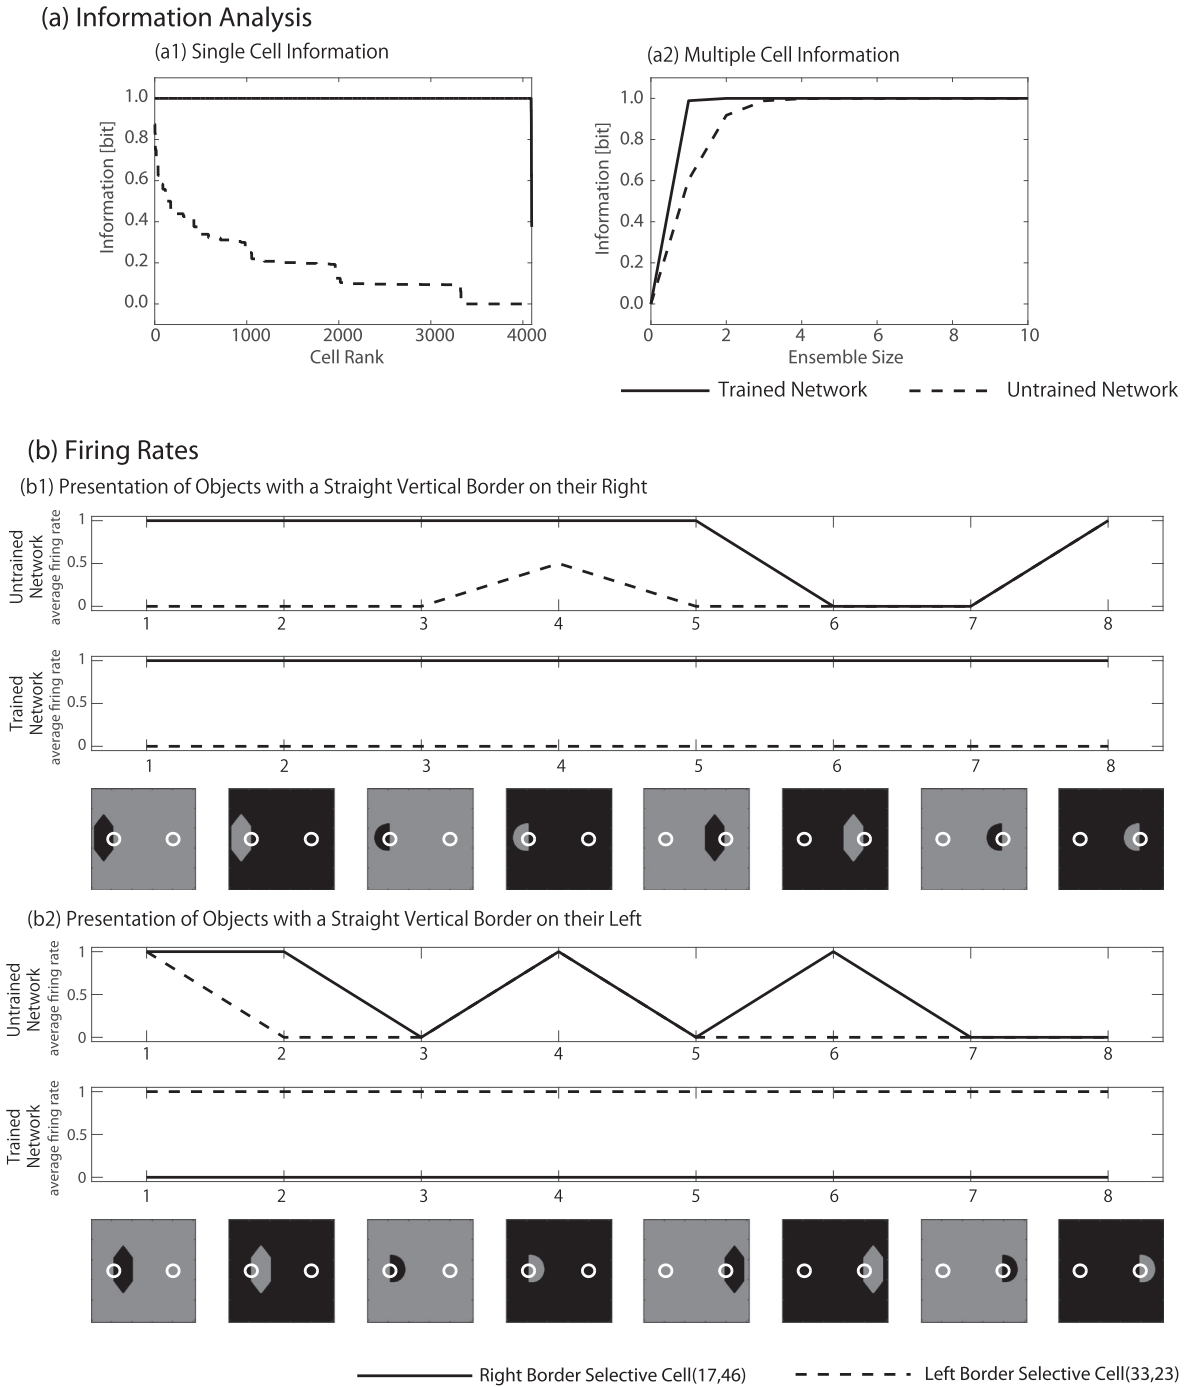 (a) Information Analysis
(a1) Single Cell Information
(a2) Multiple Cell Information
Information [bit]
1.0
0.8
0.6
0.4
0.2
0.0
0 1000 2000 3000 4000
Cell Rank
Information [bit]
1.0
0.8
0.6
0.4
0.2
0.0
0 2 4 6 8 10
Ensemble Size
Trained Network
Untrained Network
(b) Firing Rates
(b1) Presentation of Objects with a Straight Vertical Border on their Right
Untrained
Network
average firing rate
1
0.5
0
1 2 3 4 5 6 7 8
Trained
Network
average firing rate
1
0.5
0
1 2 3 4 5 6 7 8
(b2) Presentation of Objects with a Straight Vertical Border on their Left
Untrained
Network
average firing rate
1
0.5
0
1 2 3 4 5 6 7 8
Trained
Network
average firing rate
1
0.5
0
1 2 3 4 5 6 7 8
Right Border Selective Cell(17,46)
Left Border Selective Cell(33,23)